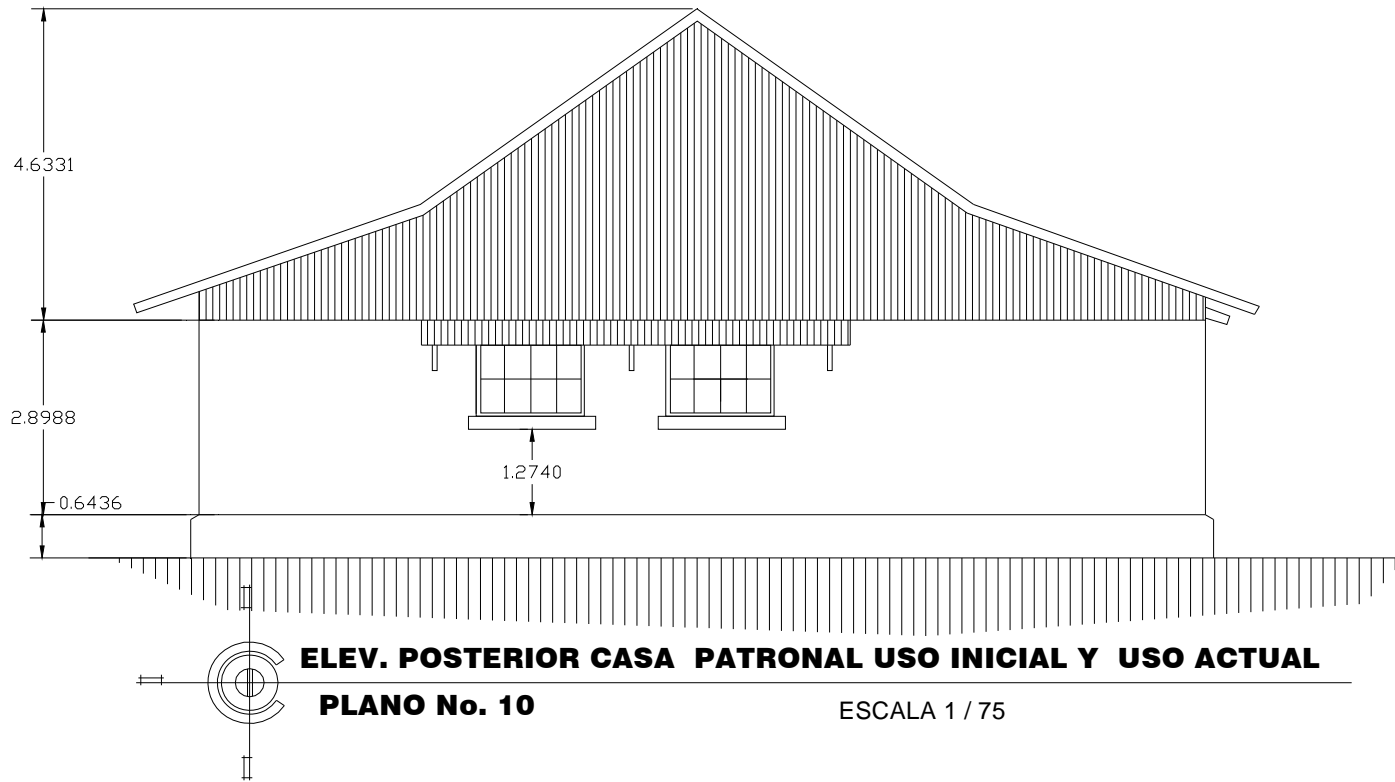 4.6331
2.8988
0.6436
1.2740
ELEV. POSTERIOR CASA PATRONAL USO INICIAL Y USO ACTUAL
PLANO No. 10
ESCALA 1 / 75